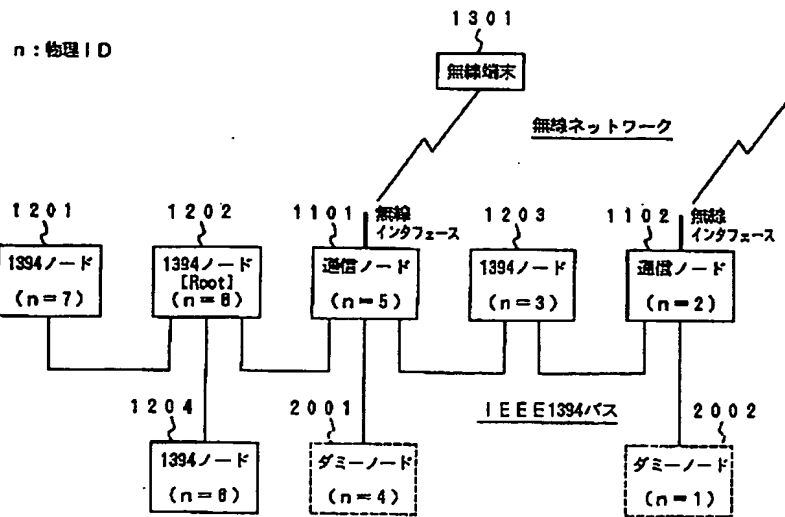 n：物理ID
1301
無線端末
無線ネットワーク
1201
1202
1101
無線
インタフェース
1203
1102
無線
インタフェース
1394ノード
(n=7)
1394ノード
[Root]
(n=8)
通信ノード
(n=5)
1394ノード
(n=3)
通信ノード
(n=2)
1204
2001
IEEE1394バス
2002
1394ノード
(n=6)
ダミーノード
(n=4)
ダミーノード
(n=1)